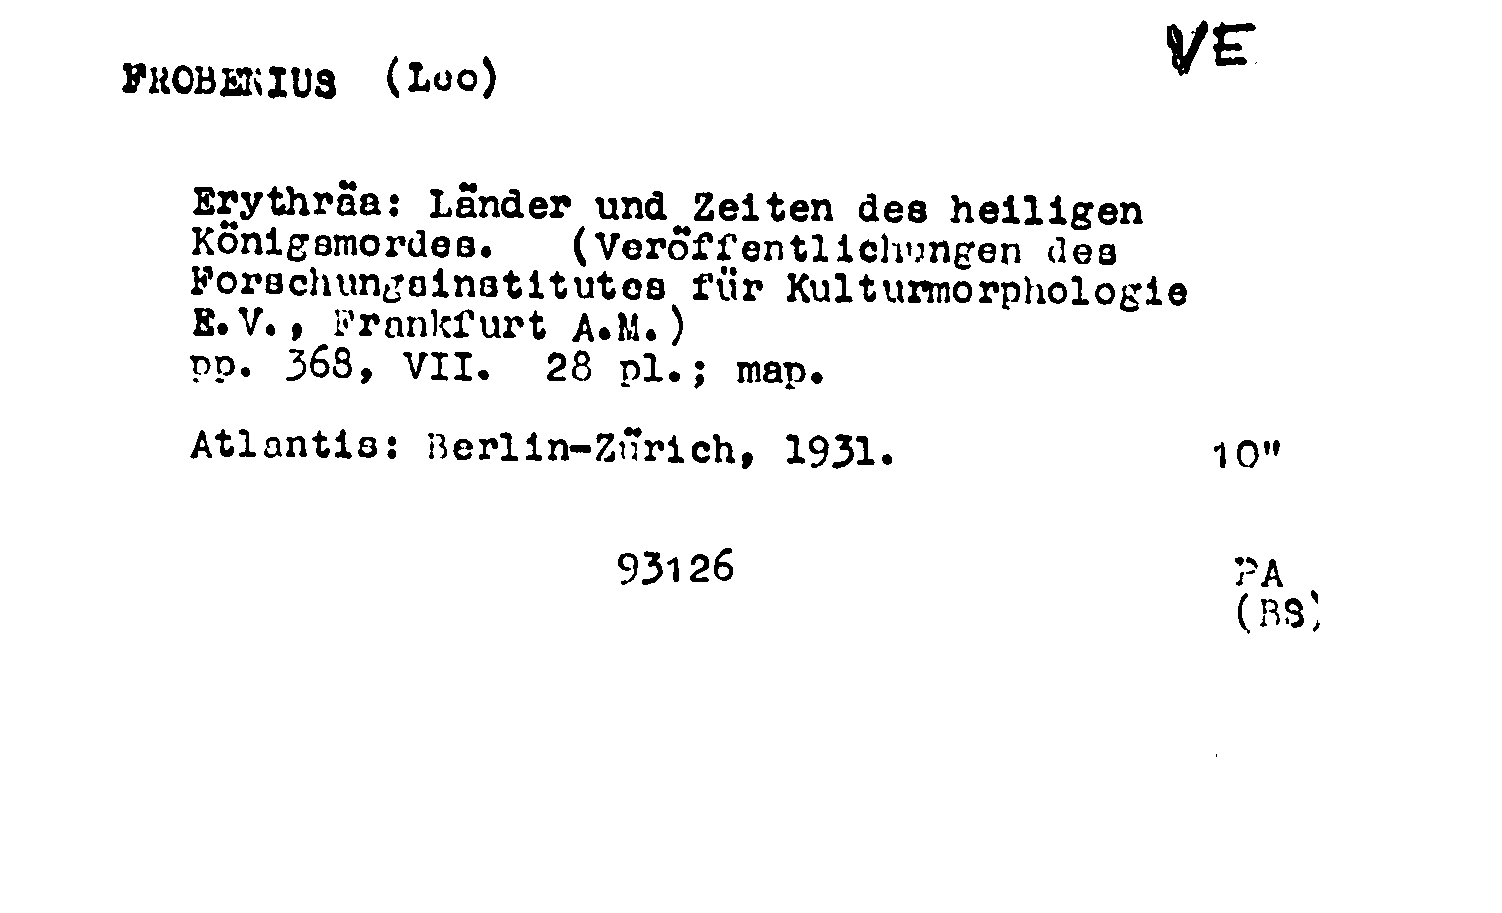 VE
FROBENIUS (Leo)
Erythräa: Länder und Zeiten des heiligen
Königsmordes. (Veröffentlichungen des
Forschungsinstitutes für Kulturmorphologie
E.V., Frankfurt A.M.)
pp. 368, VII. 28 pl.; map.
Atlantis: Berlin-Zürich, 1931. 10"
93126 PA
(BS)